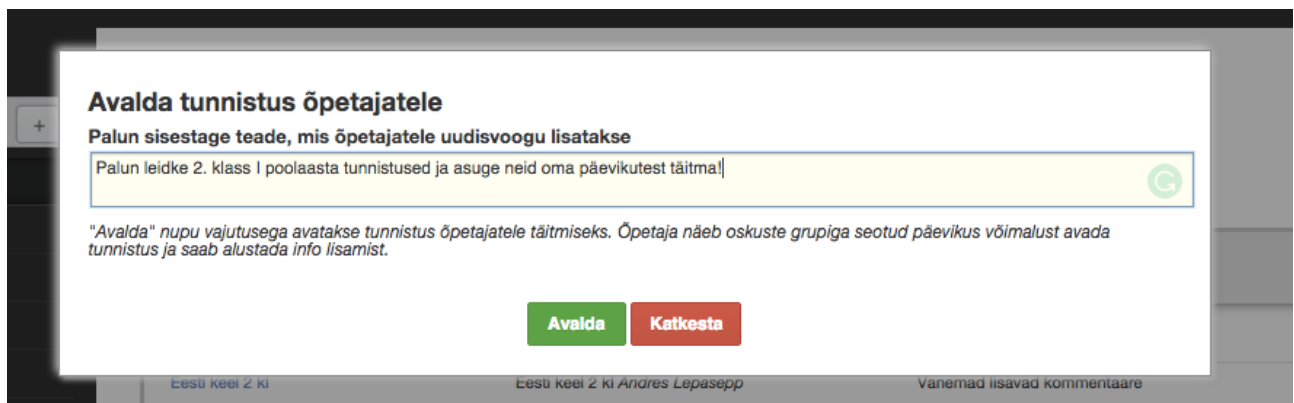 Avalda tunnistus õpetajatele
+
Palun sisestage teade, mis õpetajatele uudisvoogu lisatakse
Palun leidke 2. klass I poolaasta tunnistused ja asuge neid oma päevikutest täitma!
"Avalda" nupu vajutusega avatakse tunnistus õpetajatele täitmiseks. Õpetaja näeb oskuste grupiga seotud päevikus võimalust avada
tunnistus ja saab alustada info lisamist.
Avalda Katkesta
Eesti keel 2 kl Eesti keel 2 kl Andres Lepasepp Vanemad lisavad kommentaare